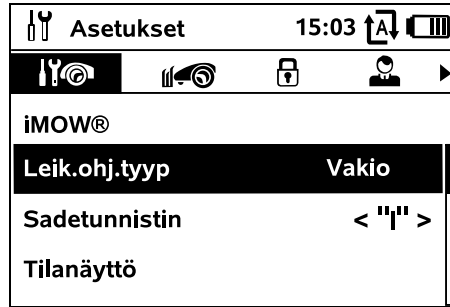 Asetukset 15:03 A
iMOW®
Leik.ohj.tyyp Vakio
Sadetunnistin < "|" >
Tilanäyttö